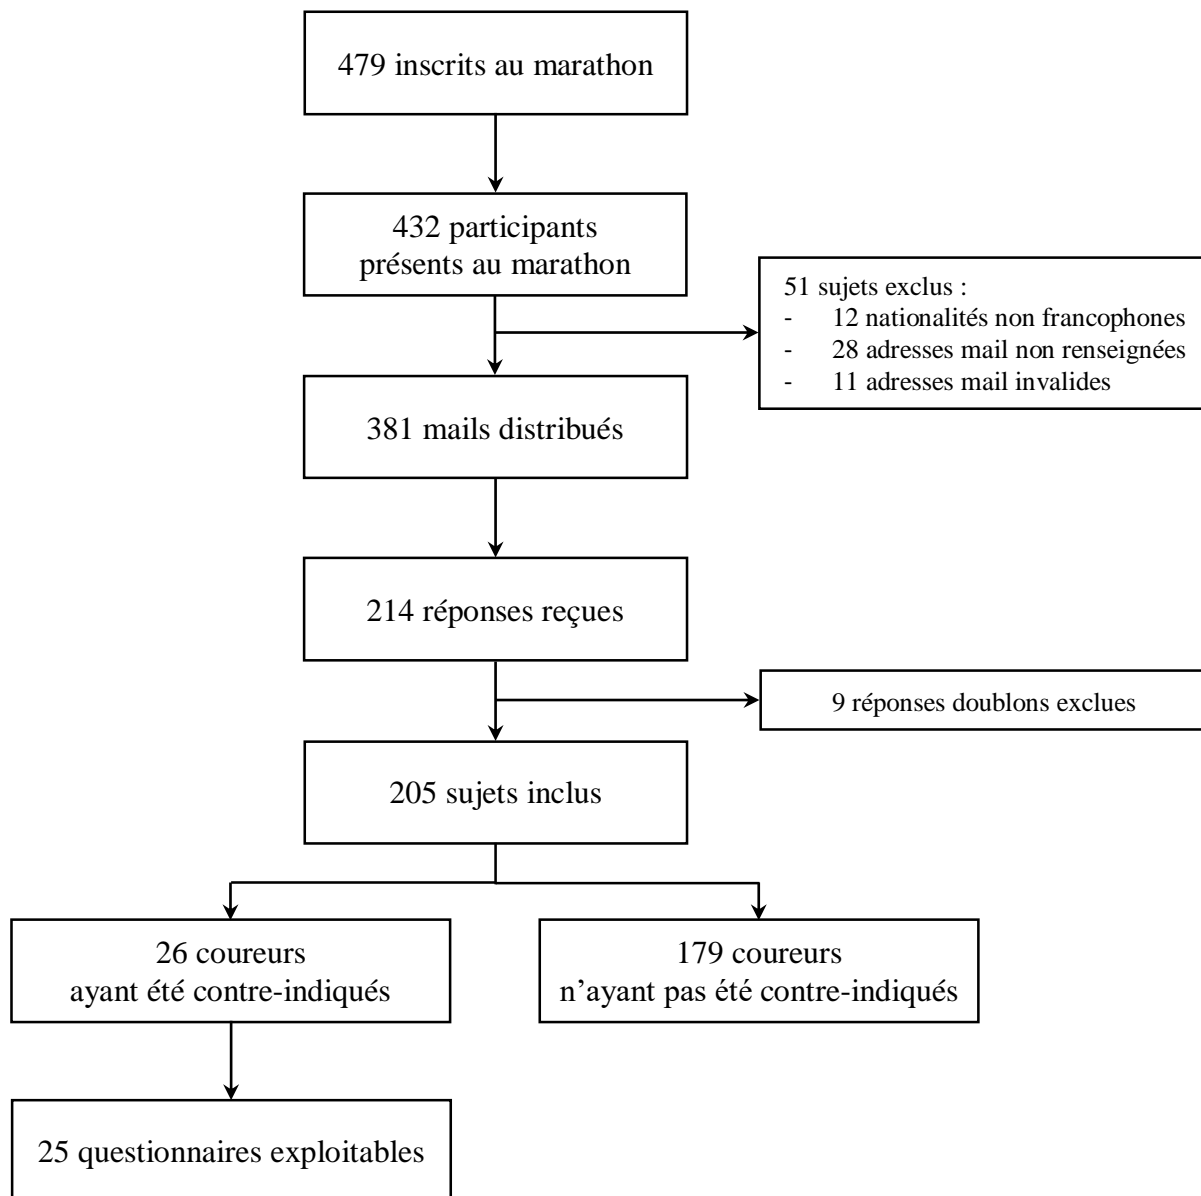 479 inscrits au marathon
432 participants
présents au marathon
51 sujets exclus :
- 12 nationalités non francophones
- 28 adresses mail non renseignées
- 11 adresses mail invalides
381 mails distribués
214 réponses reçues
9 réponses doublons exclues
205 sujets inclus
26 coureurs
ayant été contre-indiqués
179 coureurs
n’ayant pas été contre-indiqués
25 questionnaires exploitables